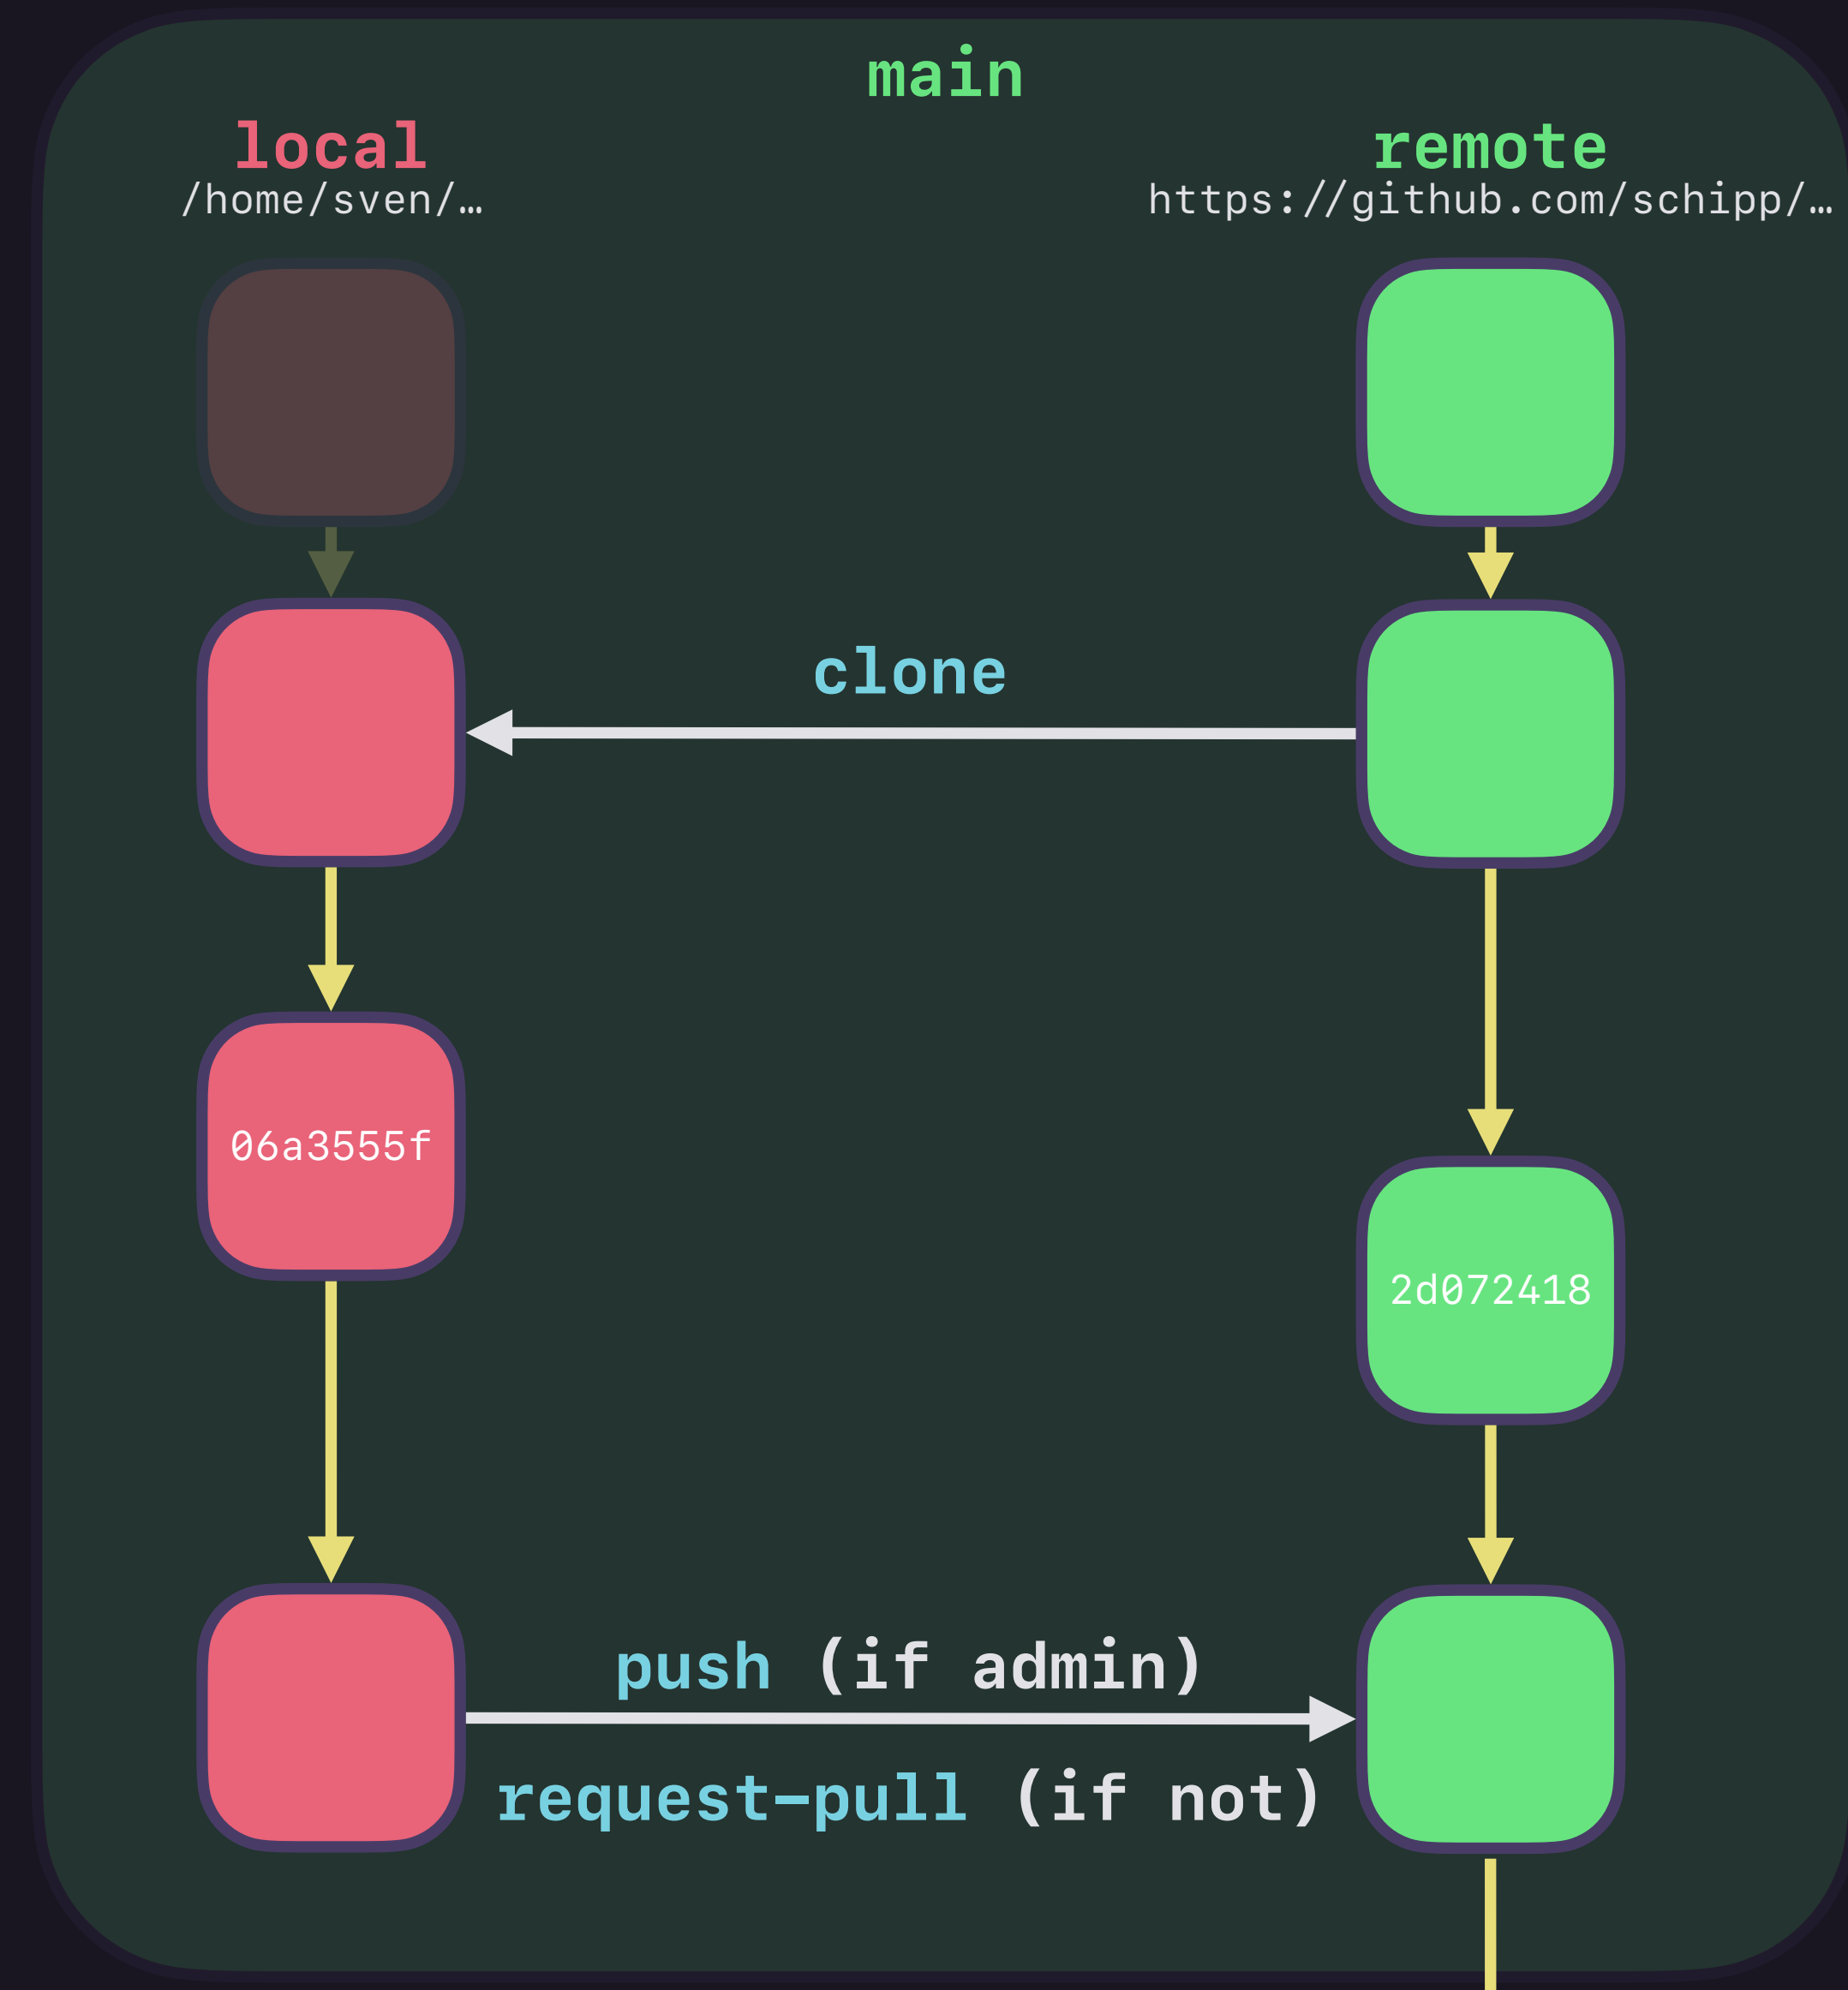 main
local
remote
/home/sven/…
https://github.com/schipp/…
clone
06a3555f
2d072418
push (if admin)
request-pull (if not)